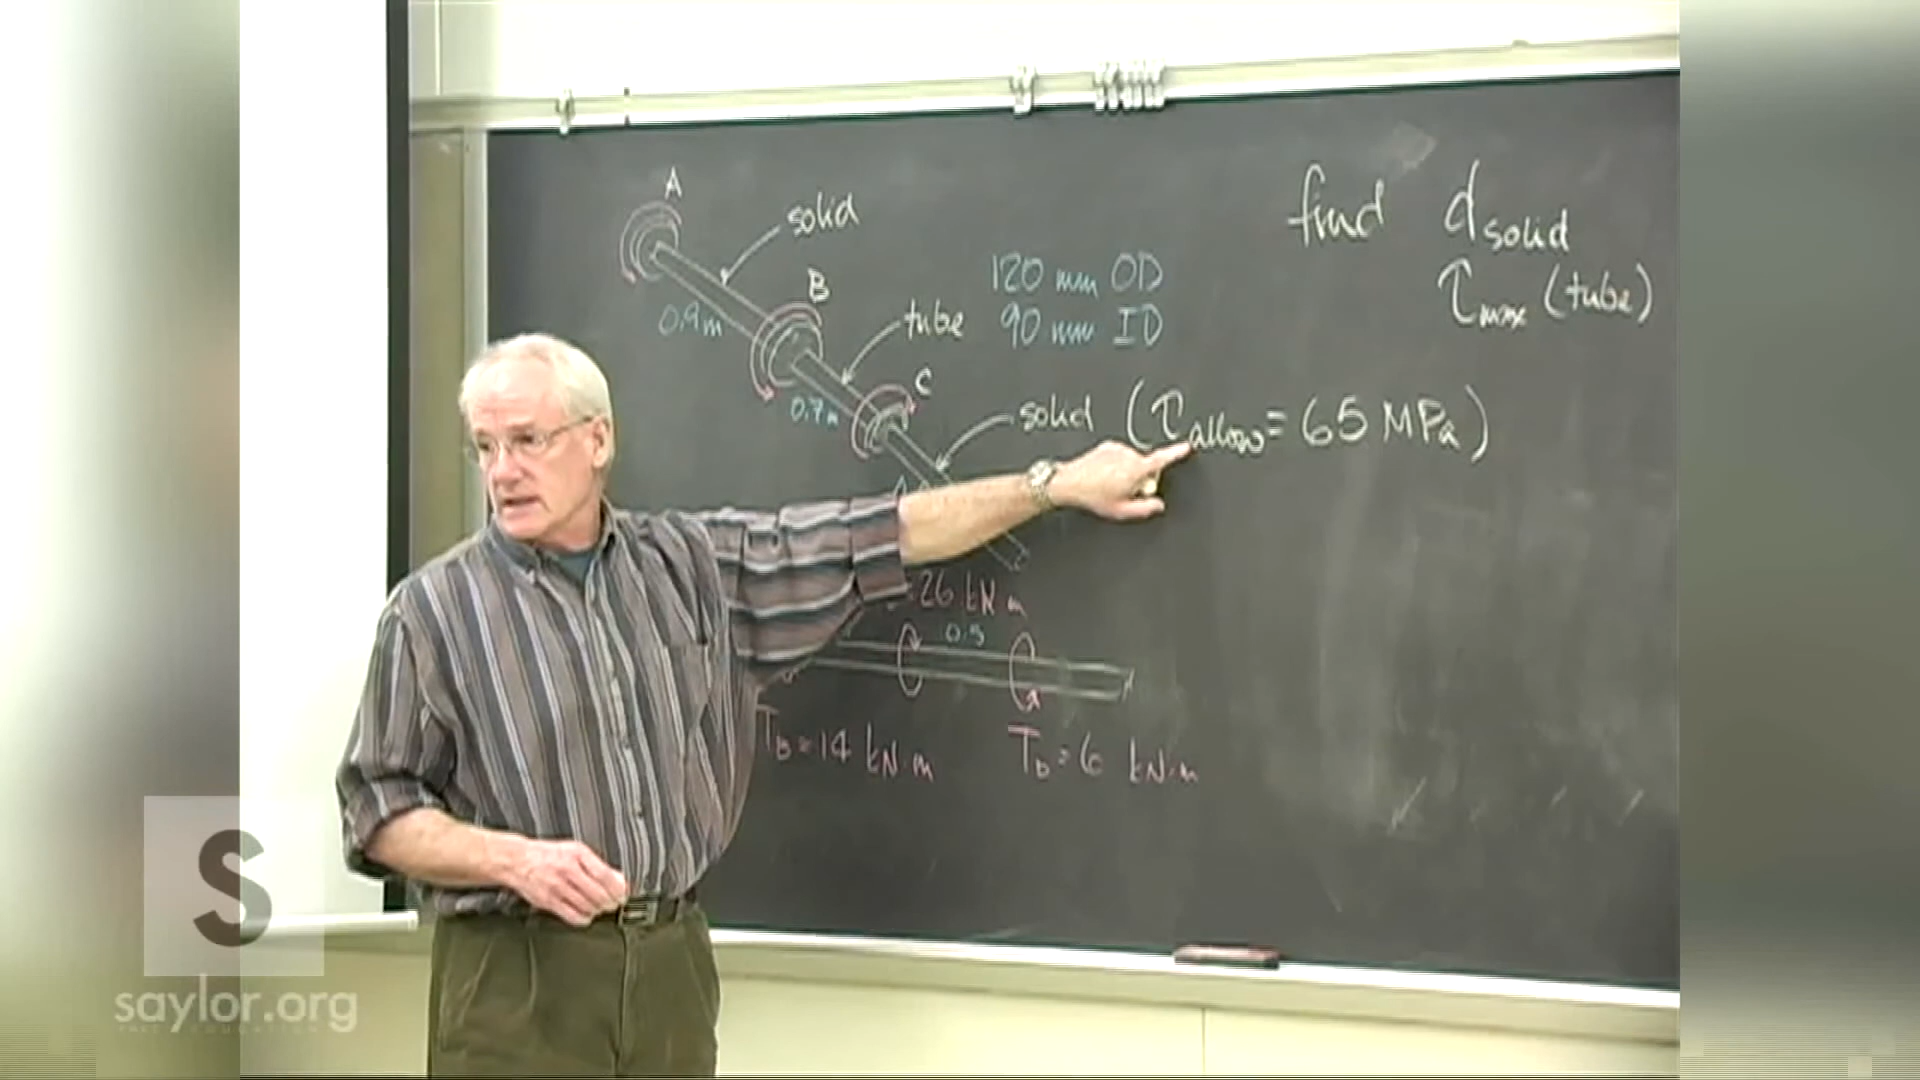 A
solid
B
0.9m
120 mm OD
90 mm ID
tube
C
0.7m
solid (τallow = 65 MPa)
find dsolid
τmax (tube)
=26 kN·m
0.5
TB=14 kN·m
TD=6 kN·m
S
saylor.org